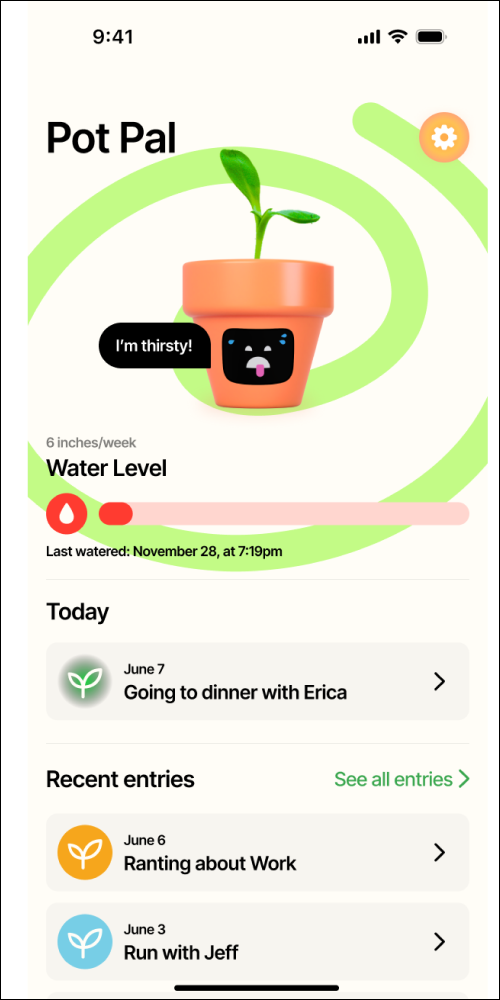 9:41
Pot Pal
I'm thirsty!
6 inches/week
Water Level
Last watered: November 28, at 7:19pm
Today
June 7
Going to dinner with Erica
Recent entries
See all entries
June 6
Ranting about Work
June 3
Run with Jeff